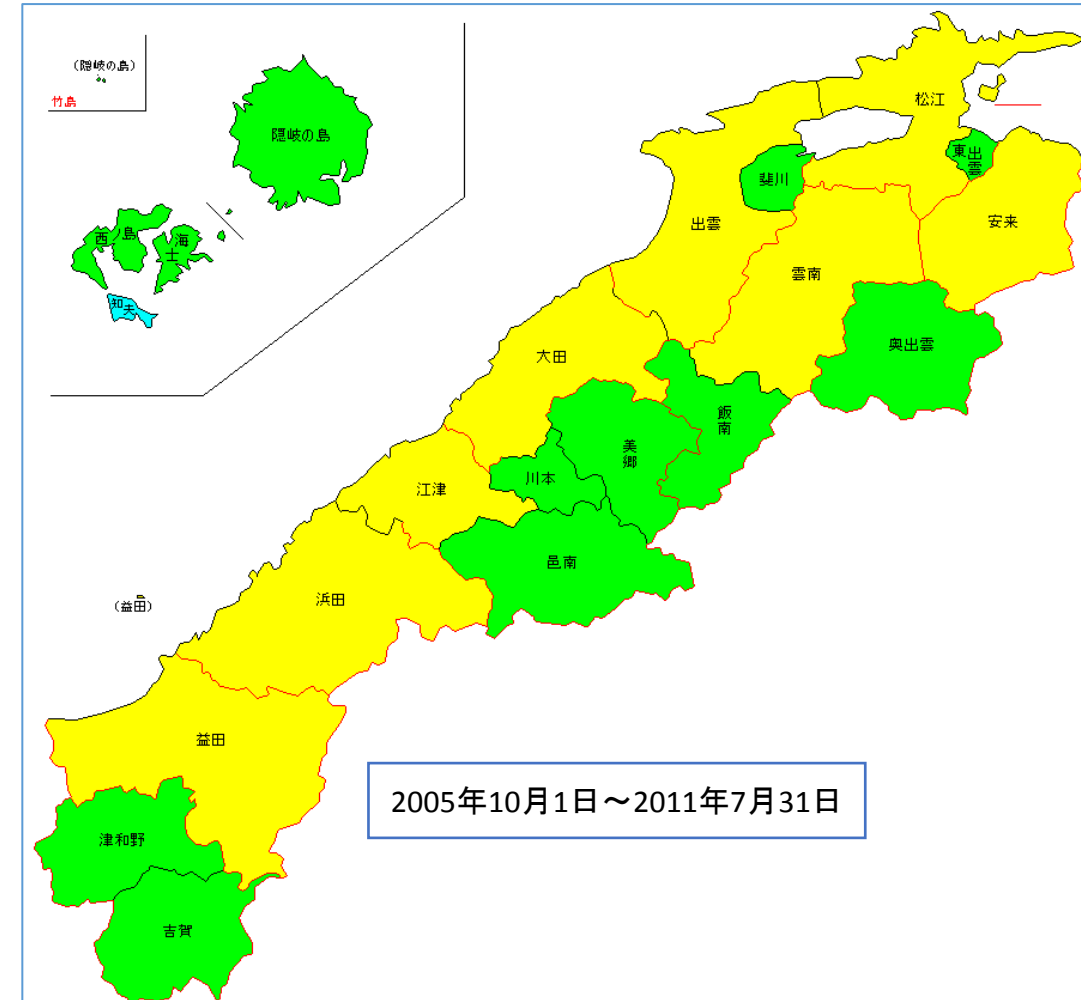 （隠岐の島）
竹島
隠岐の島
西ノ島
海士
知夫
松江
東出雲
斐川
安来
出雲
雲南
奥出雲
大田
飯南
美郷
川本
江津
邑南
浜田
（益田）
益田
2005年10月1日～2011年7月31日
津和野
吉賀